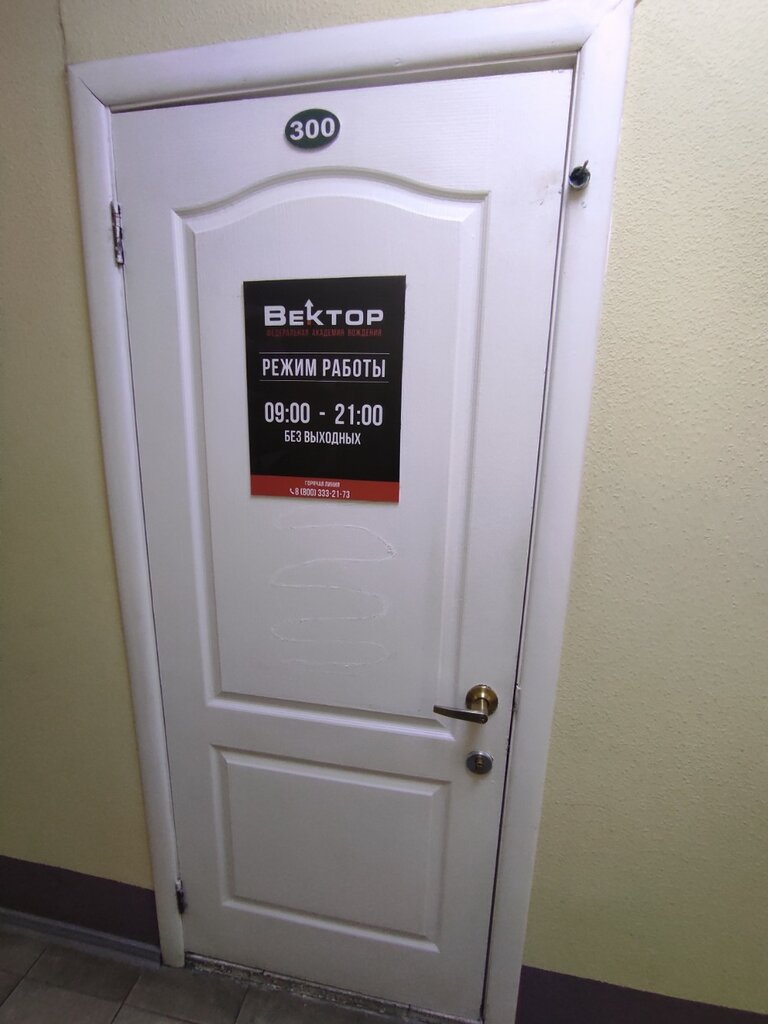 300
ВЕКТОР
ФЕДЕРАЛЬНАЯ АКАДЕМИЯ ВОЖДЕНИЯ
РЕЖИМ РАБОТЫ
09:00 - 21:00
БЕЗ ВЫХОДНЫХ
ГОРЯЧАЯ ЛИНИЯ
8 (800) 333-21-73